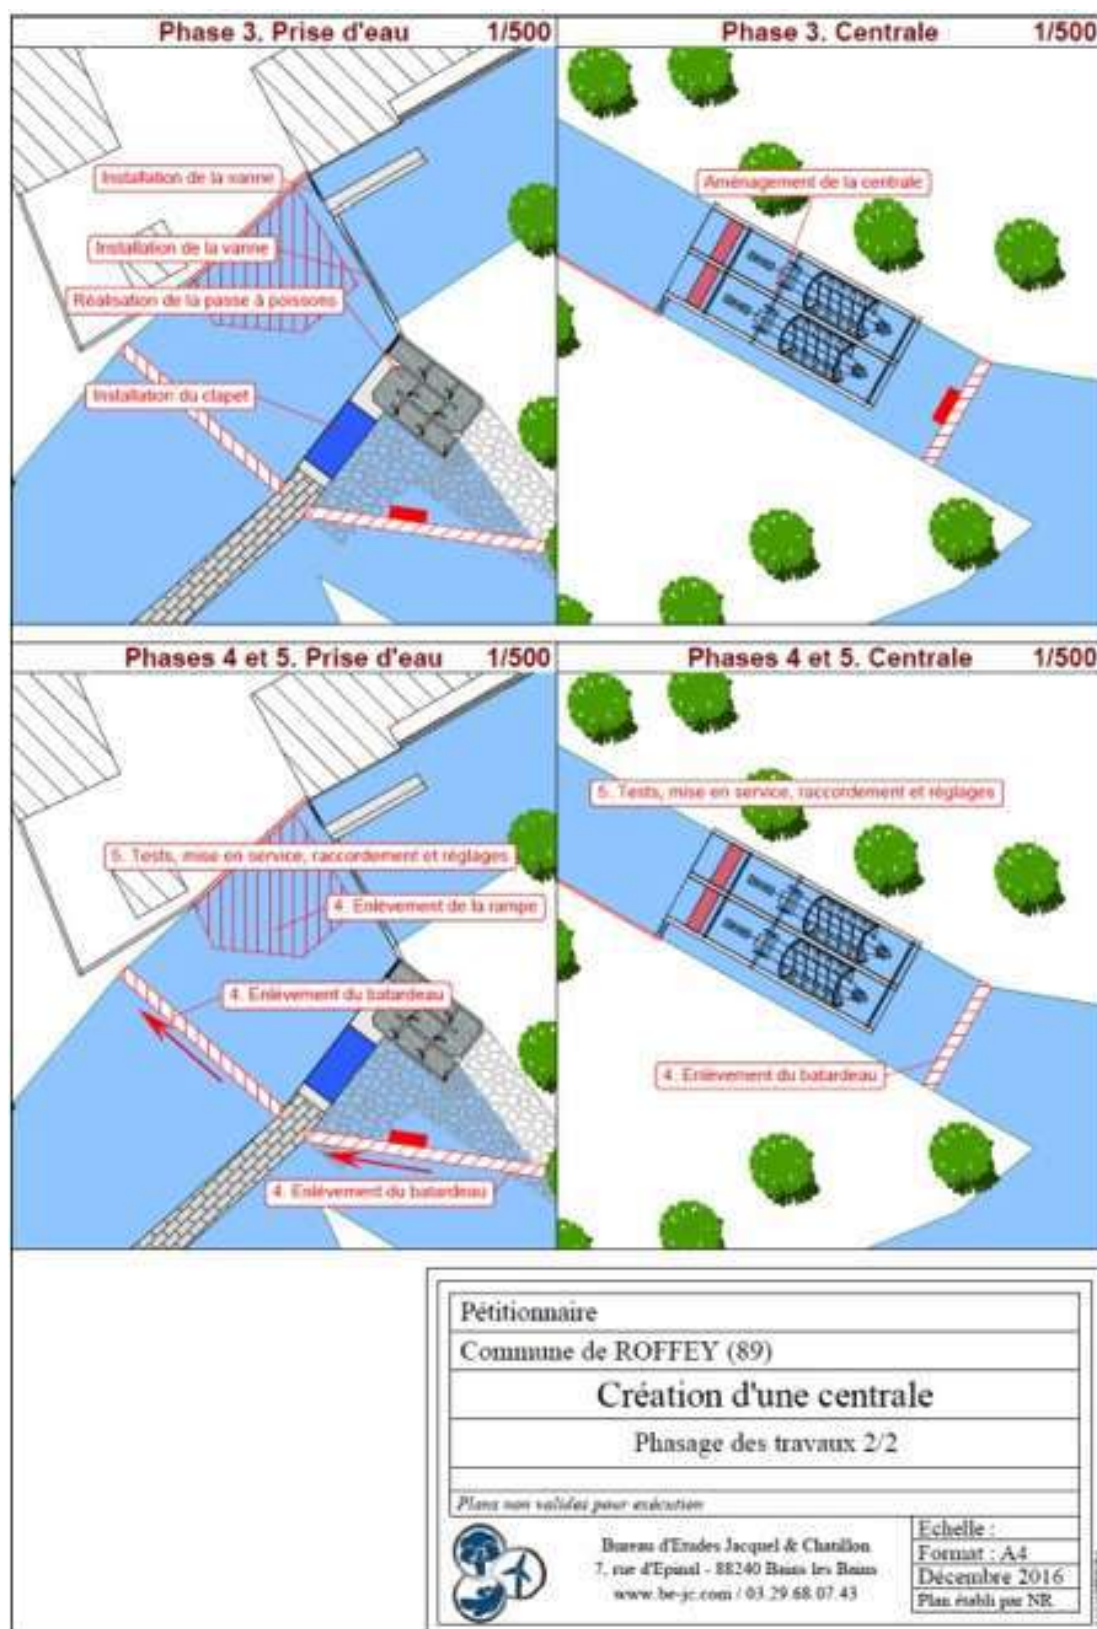 Phase 3. Prise d'eau 1/500
Phase 3. Centrale 1/500
Installation de la vanne
Installation de la vanne
Réalisation de la passe à poissons
Installation du clapet
Aménagement de la centrale
Phases 4 et 5. Prise d'eau 1/500
Phases 4 et 5. Centrale 1/500
5. Tests, mise en service, raccordement et réglages
4. Enlèvement de la rampe
4. Enlèvement du batardeau
4. Enlèvement du batardeau
5. Tests, mise en service, raccordement et réglages
4. Enlèvement du batardeau
Pétitionnaire
Commune de ROFFEY (89)
Création d'une centrale
Phasage des travaux 2/2
Plans non valides pour exécution
Bureau d'Etudes Jacquel & Chatillon
7, rue d'Epinal - 88240 Bains les Bains
www.be-jc.com / 03.29.68.07.43
Echelle :
Format : A4
Décembre 2016
Plan établi par NR